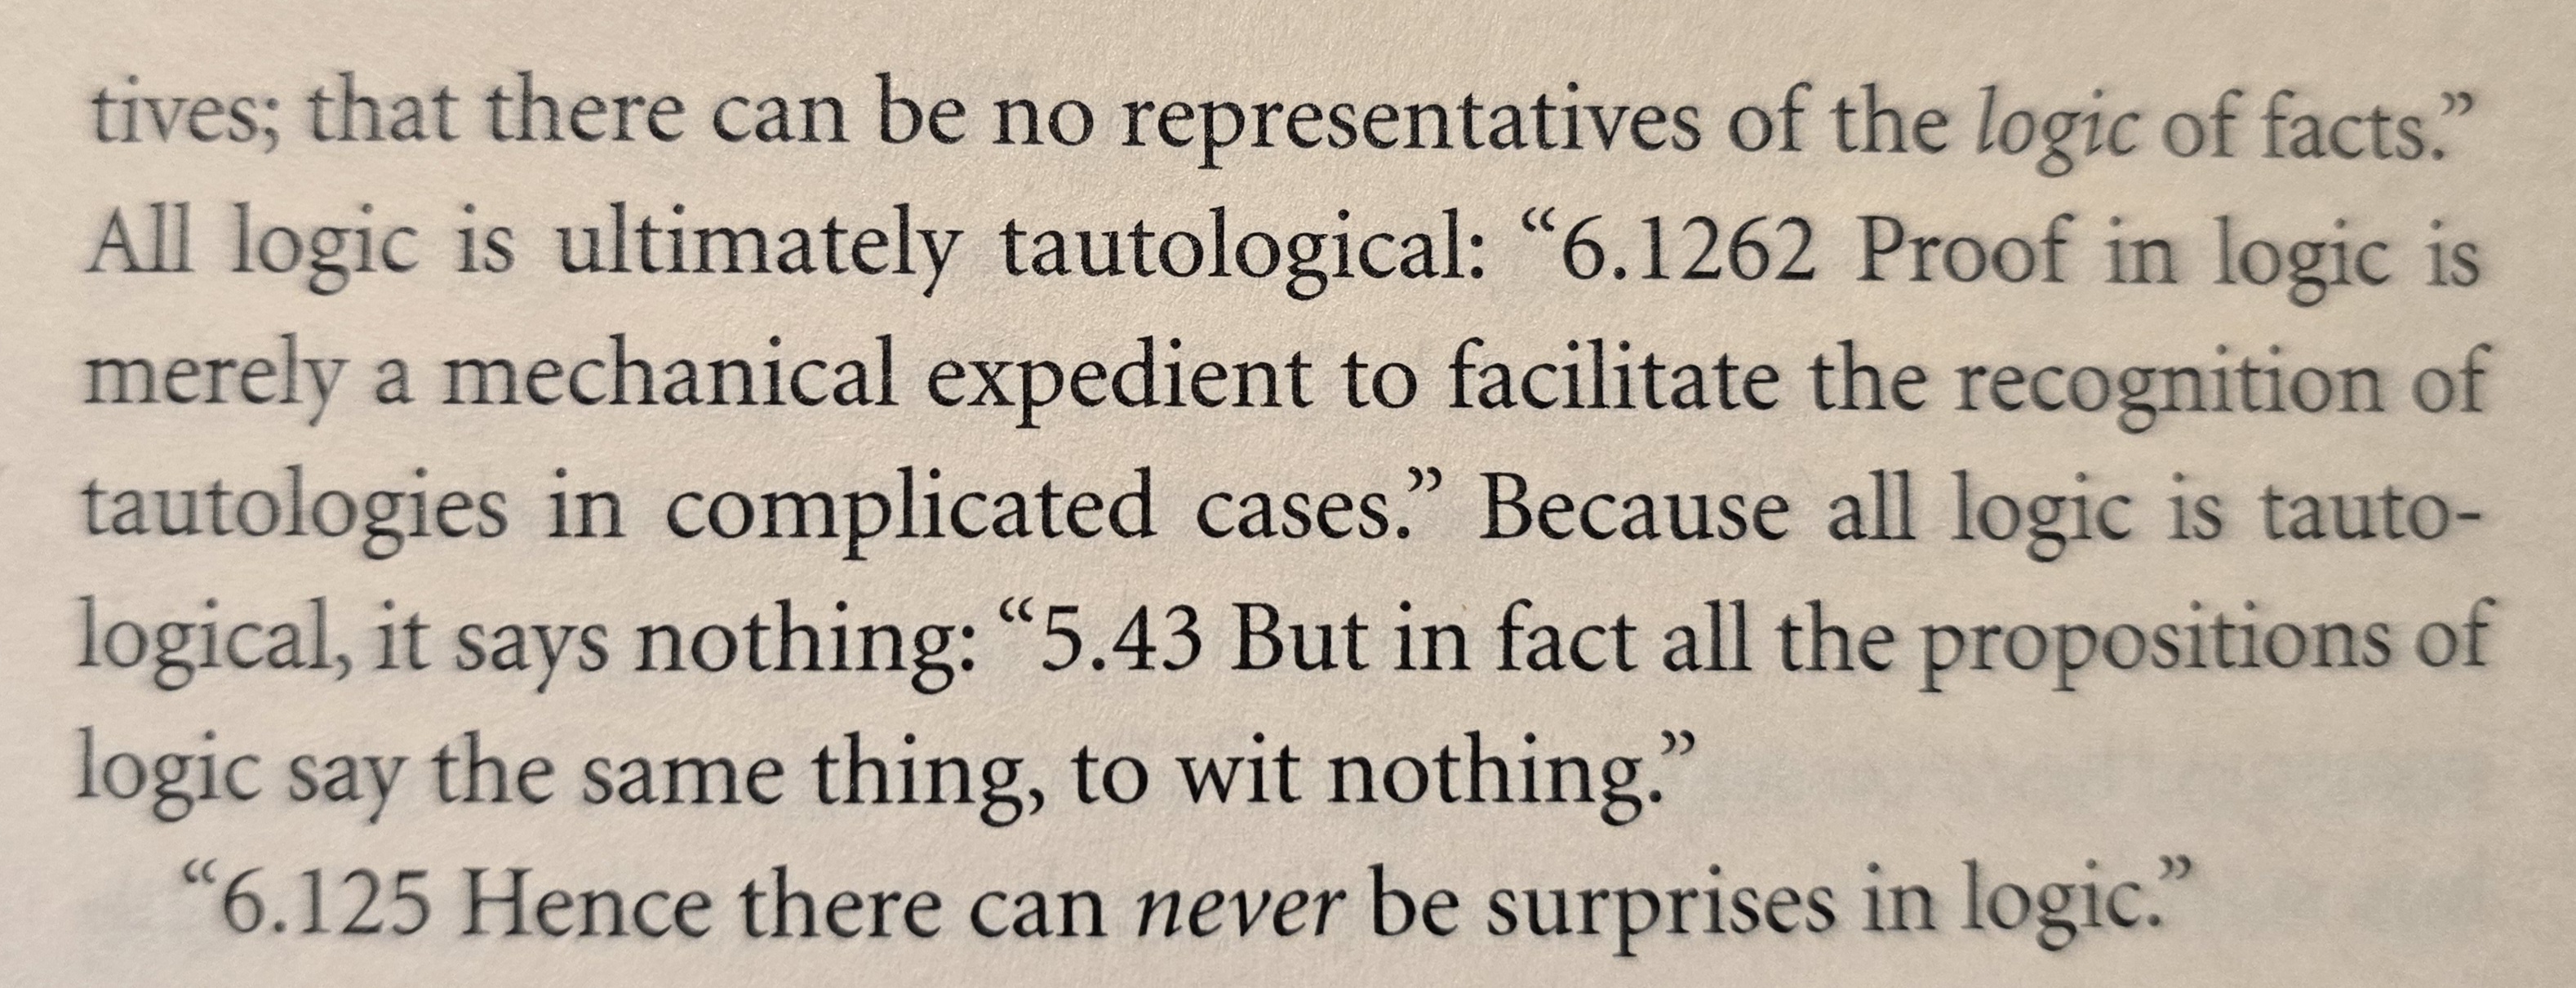 tives; that there can be no representatives of the logic of facts.”
All logic is ultimately tautological: “6.1262 Proof in logic is
merely a mechanical expedient to facilitate the recognition of
tautologies in complicated cases.” Because all logic is tauto-
logical, it says nothing: “5.43 But in fact all the propositions of
logic say the same thing, to wit nothing.”
“6.125 Hence there can never be surprises in logic.”